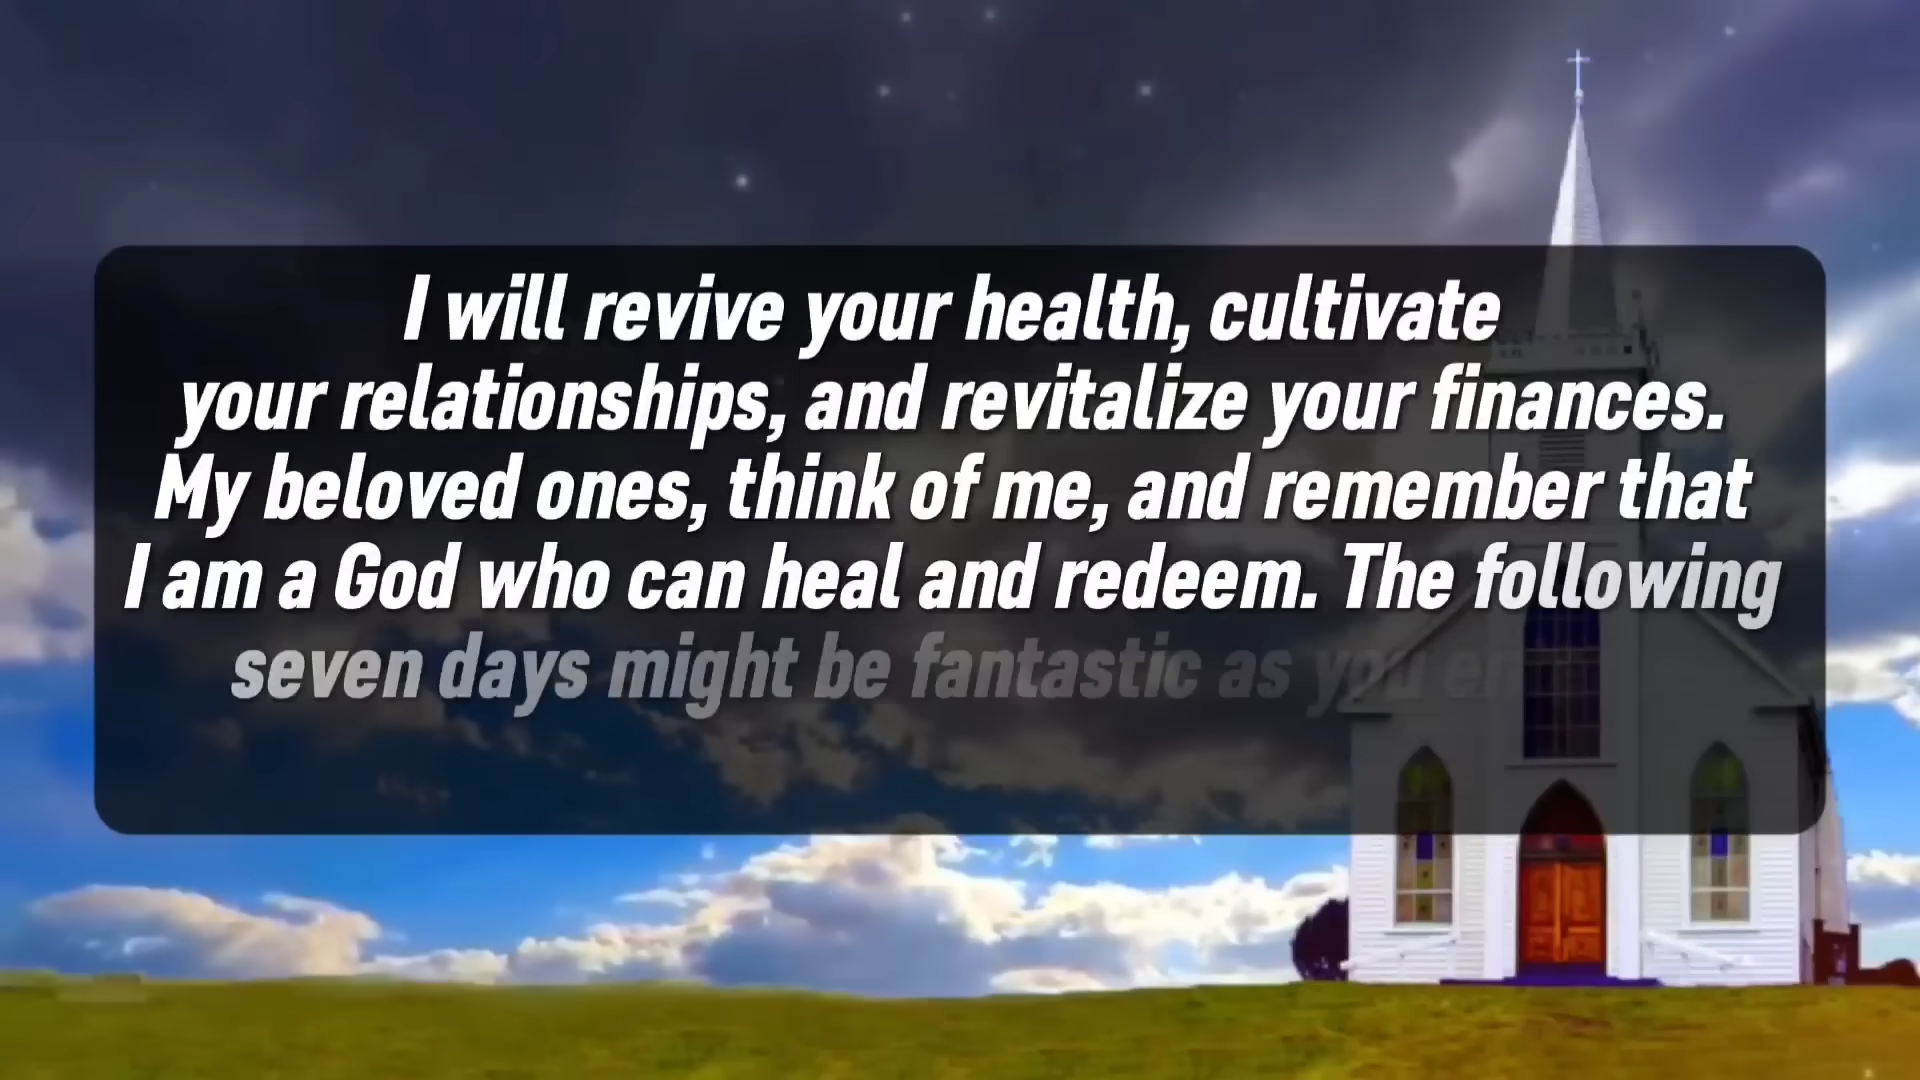 I will revive your health, cultivate
your relationships, and revitalize your finances.
My beloved ones, think of me, and remember that
I am a God who can heal and redeem. The following
seven days might be fantastic as you